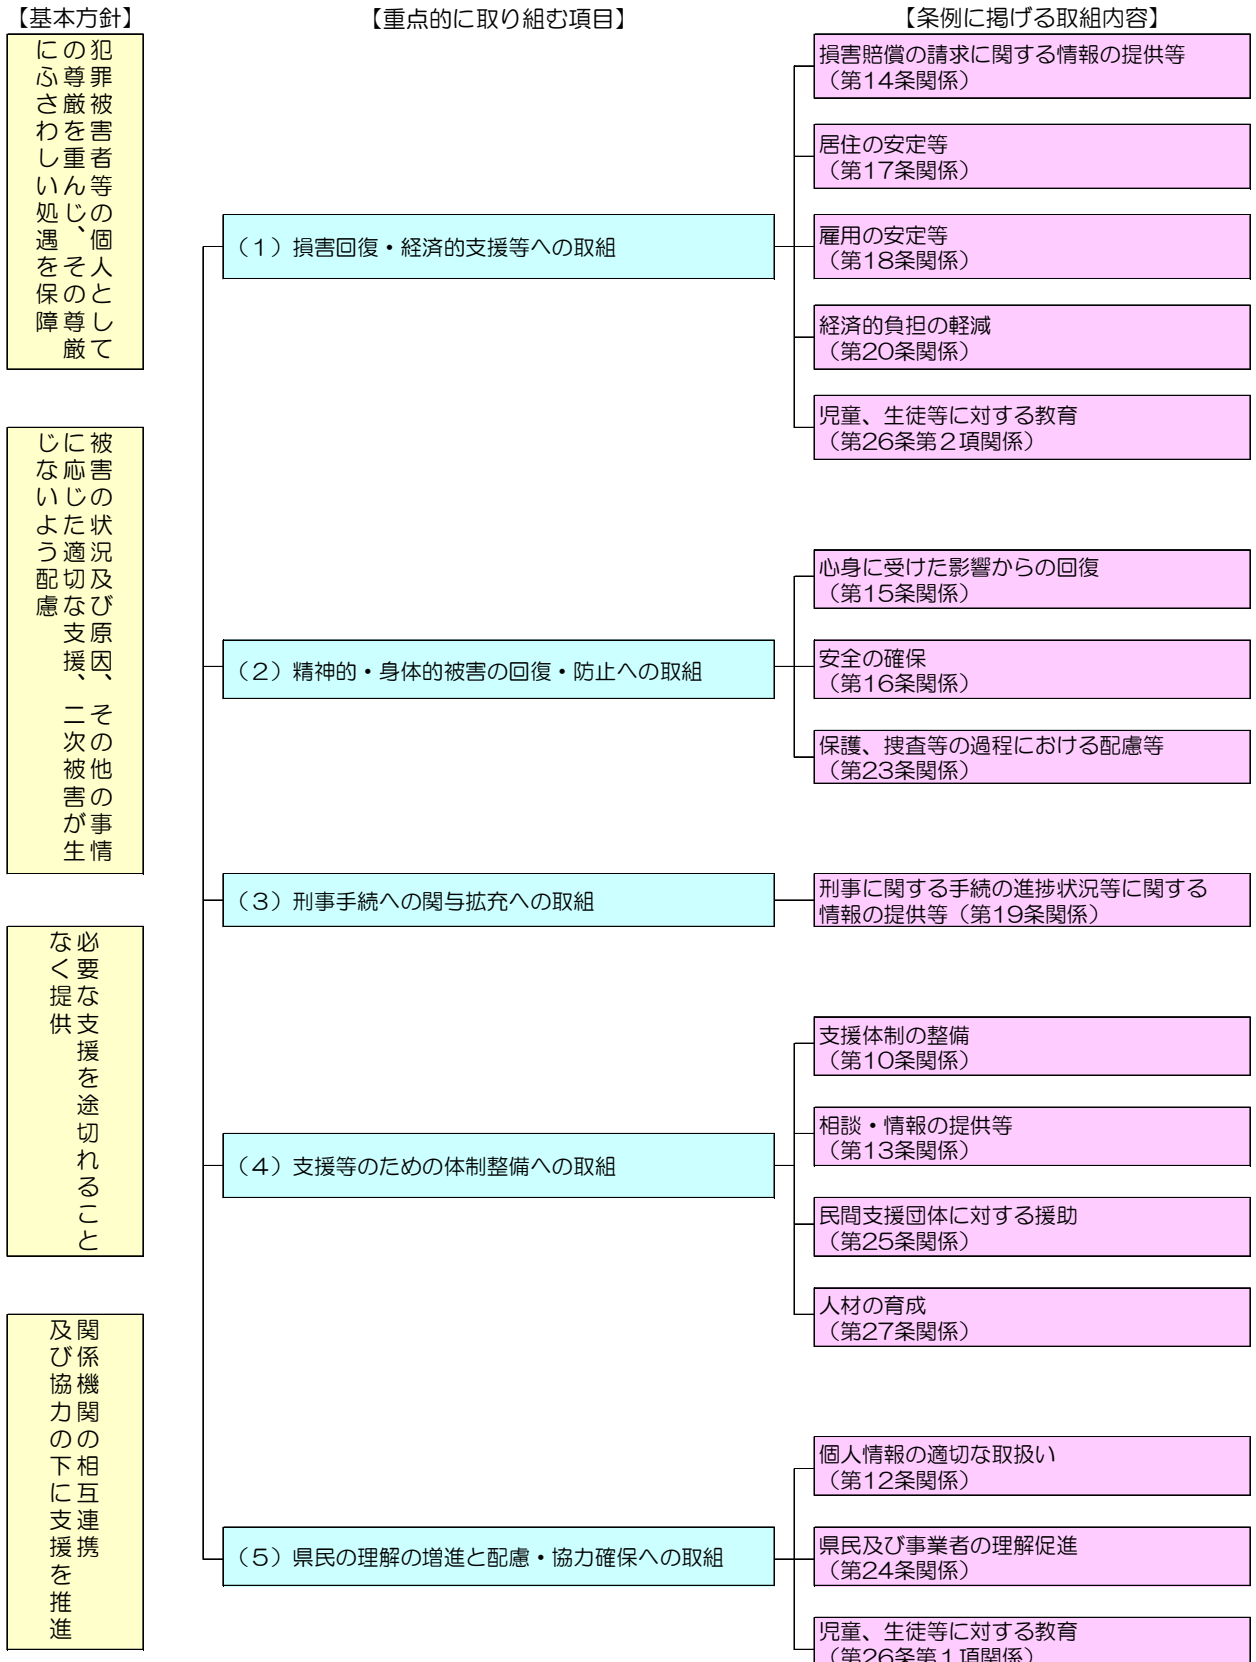 【基本方針】
【重点的に取り組む項目】
【条例に掲げる取組内容】
犯罪被害者等の個人として
の尊厳を重んじ、その尊厳
にふさわしい処遇を保障
被害の状況及び原因、その他の事情
に応じた適切な支援、二次被害が生
じないよう配慮
必要な支援を途切れること
なく提供
関係機関の相互連携
及び協力の下に支援を推進
（１）損害回復・経済的支援等への取組
損害賠償の請求に関する情報の提供等
（第14条関係）
居住の安定等
（第17条関係）
雇用の安定等
（第18条関係）
経済的負担の軽減
（第20条関係）
児童、生徒等に対する教育
（第26条第２項関係）
（２）精神的・身体的被害の回復・防止への取組
心身に受けた影響からの回復
（第15条関係）
安全の確保
（第16条関係）
保護、捜査等の過程における配慮等
（第23条関係）
（３）刑事手続への関与拡充への取組
刑事に関する手続の進捗状況等に関する
情報の提供等（第19条関係）
（４）支援等のための体制整備への取組
支援体制の整備
（第10条関係）
相談・情報の提供等
（第13条関係）
民間支援団体に対する援助
（第25条関係）
人材の育成
（第27条関係）
（５）県民の理解の増進と配慮・協力確保への取組
個人情報の適切な取扱い
（第12条関係）
県民及び事業者の理解促進
（第24条関係）
児童、生徒等に対する教育
（第26条第１項関係）